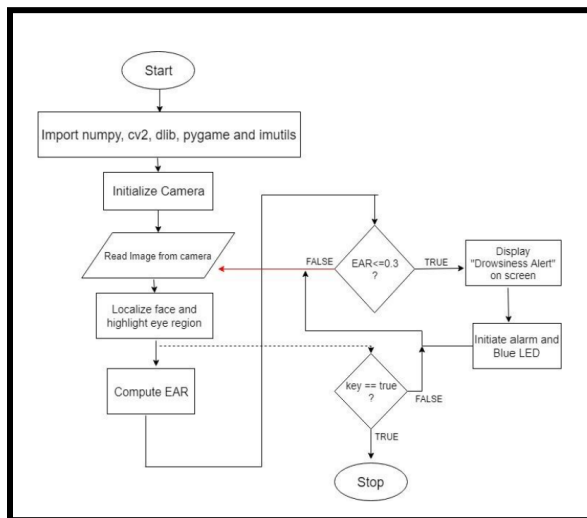 Start
Import numpy, cv2, dlib, pygame and imutils
Initialize Camera
Read Image from camera
Localize face and
highlight eye region
Compute EAR
EAR<=0.3
?
FALSE
TRUE
Display
"Drowsiness Alert"
on screen
Initiate alarm and
Blue LED
key == true
?
FALSE
TRUE
Stop